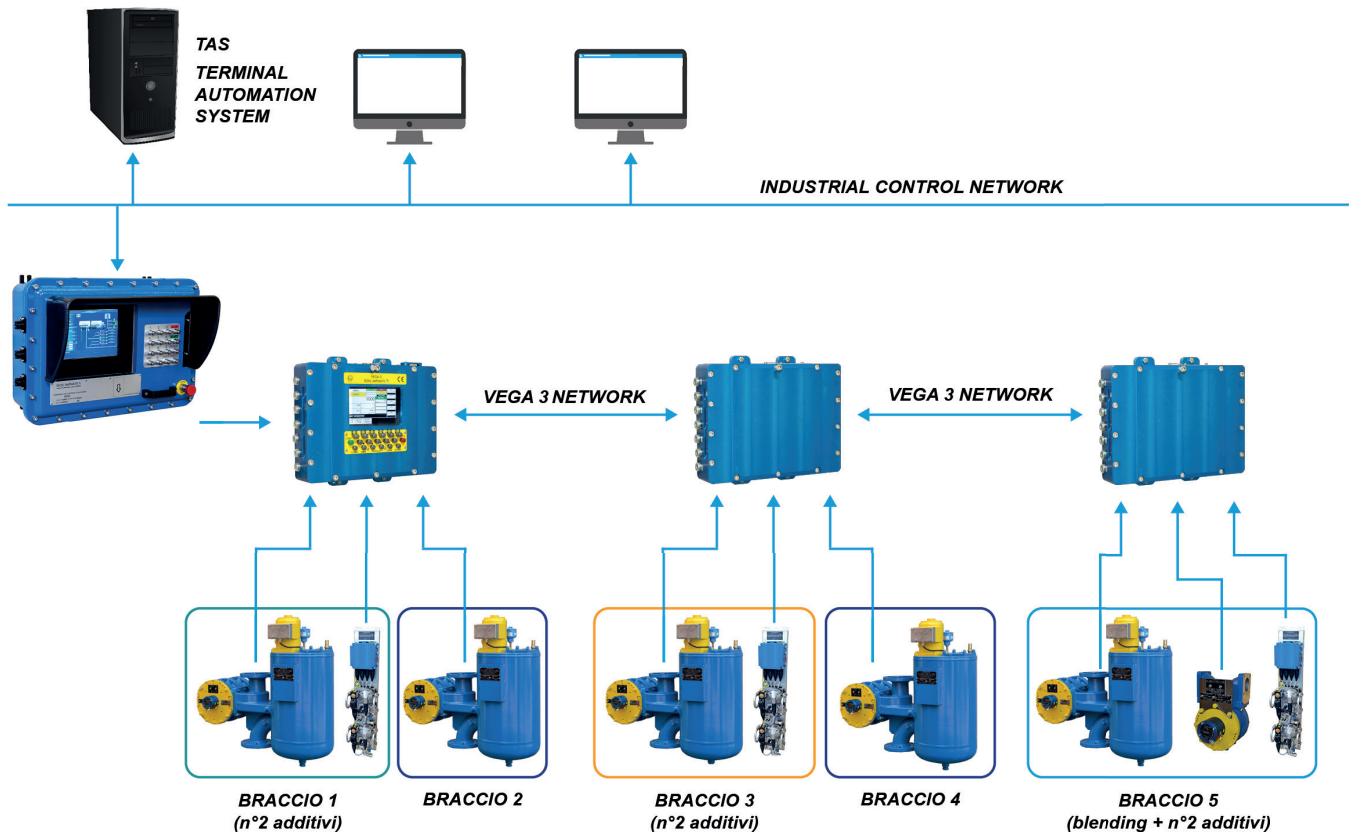 TAS
TERMINAL
AUTOMATION
SYSTEM
INDUSTRIAL CONTROL NETWORK
VEGA 3 NETWORK
VEGA 3 NETWORK
BRACCIO 1
(n°2 additivi)
BRACCIO 2
BRACCIO 3
(n°2 additivi)
BRACCIO 4
BRACCIO 5
(blending + n°2 additivi)